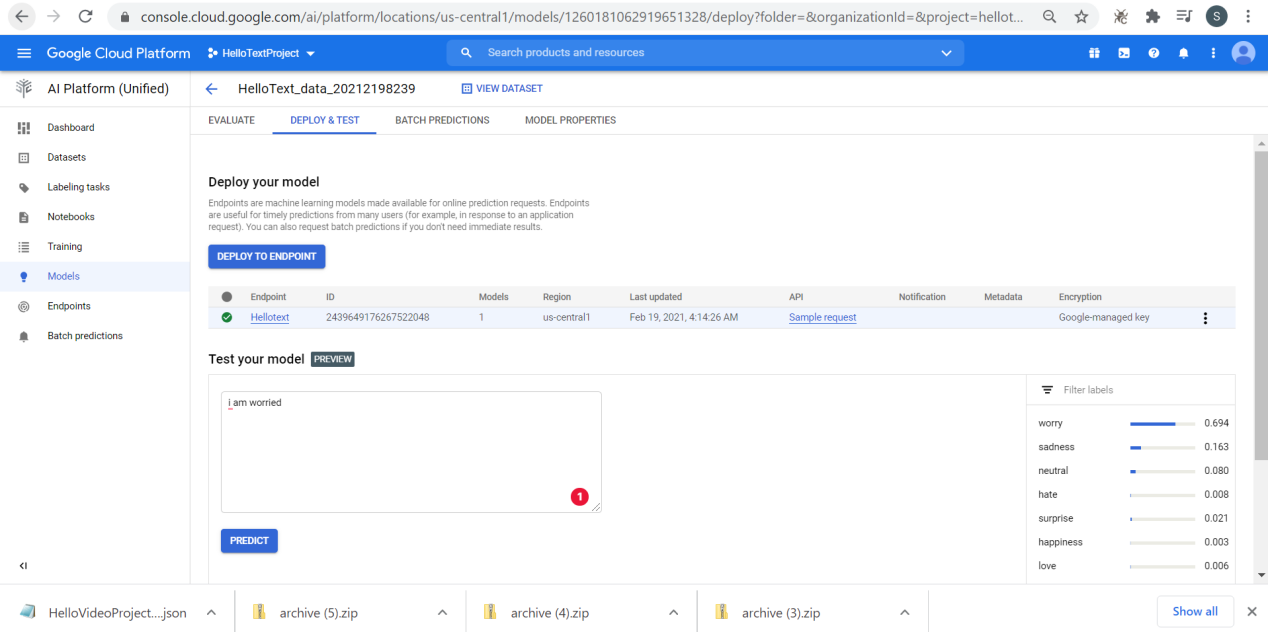 console.cloud.google.com/ai/platform/locations/us-central1/models/1260181062919651328/deploy?folder=&organizationId=&project=hellot...
S
Google Cloud Platform
HelloTextProject
Search products and resources
AI Platform (Unified)
HelloText_data_20212198239
VIEW DATASET
Dashboard
Datasets
Labeling tasks
Notebooks
Training
Models
Endpoints
Batch predictions
EVALUATE DEPLOY & TEST BATCH PREDICTIONS MODEL PROPERTIES
Deploy your model
Endpoints are machine learning models made available for online prediction requests. Endpoints
are useful for timely predictions from many users (for example, in response to an application
request). You can also request batch predictions if you don't need immediate results.
DEPLOY TO ENDPOINT
Endpoint ID Models Region Last updated API Notification Metadata Encryption
Hellotext 2439649176267522048 1 us-central1 Feb 19, 2021, 4:14:26 AM Sample request Google-managed key
Test your model PREVIEW
i am worried
1
PREDICT
Filter labels
worry 0.694
sadness 0.163
neutral 0.080
hate 0.008
surprise 0.021
happiness 0.003
love 0.006
HelloVideoProject....json
archive (5).zip
archive (4).zip
archive (3).zip
Show all